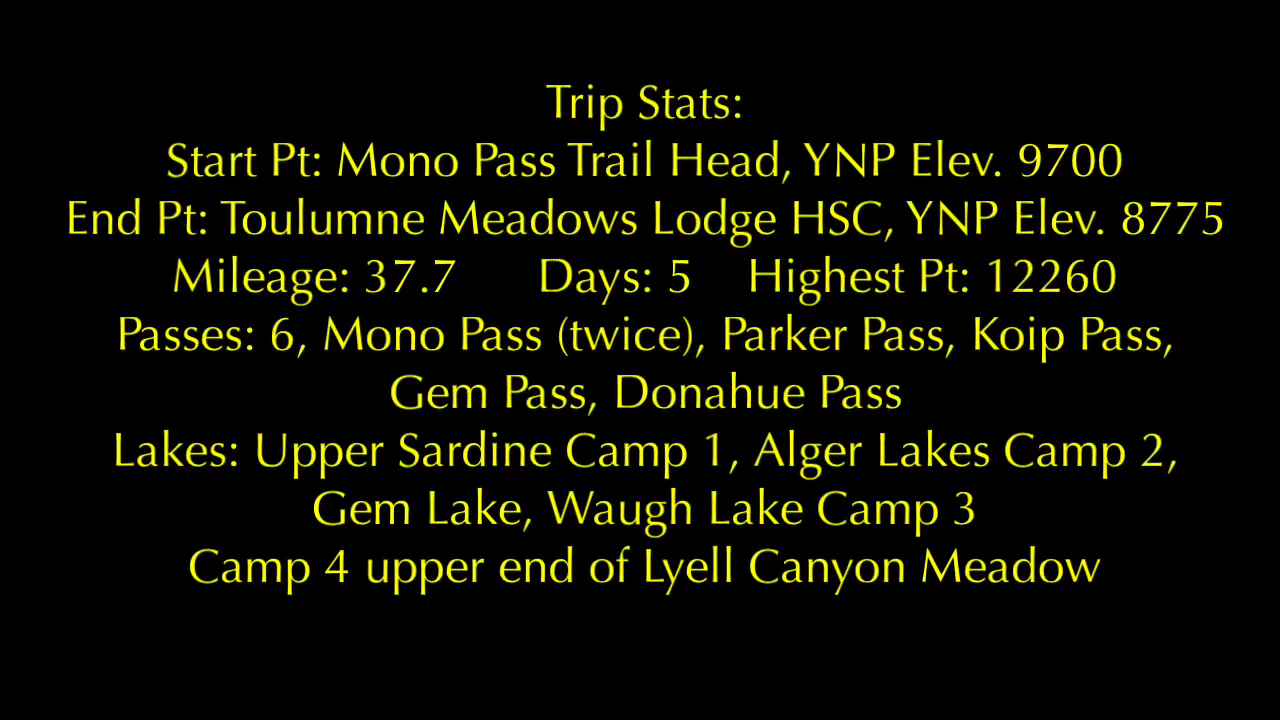 Trip Stats:
Start Pt: Mono Pass Trail Head, YNP Elev. 9700
End Pt: Toulumne Meadows Lodge HSC, YNP Elev. 8775
Mileage: 37.7 Days: 5 Highest Pt: 12260
Passes: 6, Mono Pass (twice), Parker Pass, Koip Pass,
Gem Pass, Donahue Pass
Lakes: Upper Sardine Camp 1, Alger Lakes Camp 2,
Gem Lake, Waugh Lake Camp 3
Camp 4 upper end of Lyell Canyon Meadow